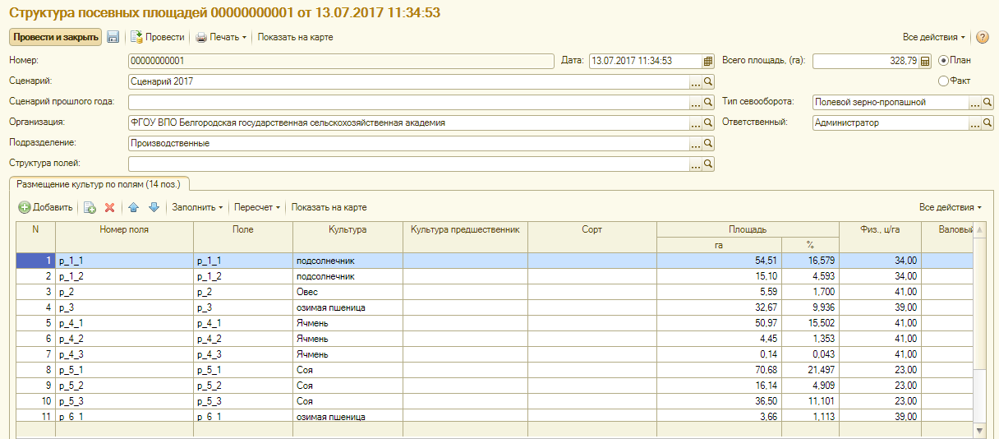 Структура посевных площадей 00000000001 от 13.07.2017 11:34:53
Провести и закрыть Провести Печать Показать на карте Все действия ?
Номер: 00000000001 Дата: 13.07.2017 11:34:53 Всего площадь, (га): 328,79 План
Сценарий: Сценарий 2017 ... Факт
Сценарий прошлого года: ... Тип севооборота: Полевой зерно-пропашной ...
Организация: ФГОУ ВПО Белгородская государственная сельскохозяйственная академия ... Ответственный: Администратор ...
Подразделение: Производственные ...
Структура полей: ...
Размещение культур по полям (14 поз.)
Добавить Заполнить Пересчет Показать на карте Все действия
N Номер поля Поле Культура Культура предшественник Сорт Площадь Физ., ц/га Валовый
га %
1 p_1_1 p_1_1 подсолнечник 54,51 16,579 34,00
2 p_1_2 p_1_2 подсолнечник 15,10 4,593 34,00
3 p_2 p_2 Овес 5,59 1,700 41,00
4 p_3 p_3 озимая пшеница 32,67 9,936 39,00
5 p_4_1 p_4_1 Ячмень 50,97 15,502 41,00
6 p_4_2 p_4_2 Ячмень 4,45 1,353 41,00
7 p_4_3 p_4_3 Ячмень 0,14 0,043 41,00
8 p_5_1 p_5_1 Соя 70,68 21,497 23,00
9 p_5_2 p_5_2 Соя 16,14 4,909 23,00
10 p_5_3 p_5_3 Соя 36,50 11,101 23,00
11 p_6_1 p_6_1 озимая пшеница 3,66 1,113 39,00